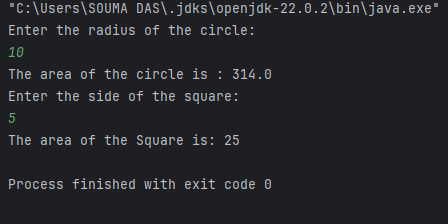 "C:\Users\SOUMA DAS\.jdks\openjdk-22.0.2\bin\java.exe"
Enter the radius of the circle:
10
The area of the circle is : 314.0
Enter the side of the square:
5
The area of the Square is: 25
Process finished with exit code 0